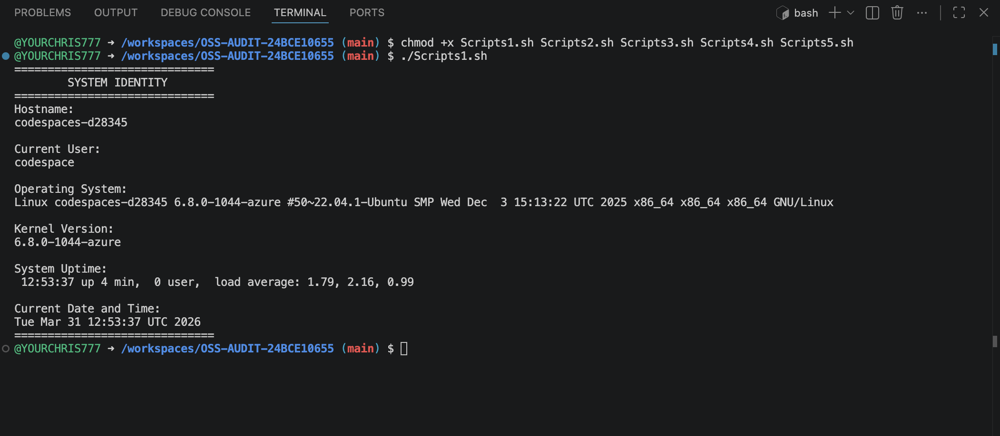 PROBLEMS OUTPUT DEBUG CONSOLE TERMINAL PORTS bash
@YOURCHRIS777 ➜ /workspaces/OSS-AUDIT-24BCE10655 (main) $ chmod +x Scripts1.sh Scripts2.sh Scripts3.sh Scripts4.sh Scripts5.sh
@YOURCHRIS777 ➜ /workspaces/OSS-AUDIT-24BCE10655 (main) $ ./Scripts1.sh
==============================
        SYSTEM IDENTITY
==============================
Hostname:
codespaces-d28345

Current User:
codespace

Operating System:
Linux codespaces-d28345 6.8.0-1044-azure #50~22.04.1-Ubuntu SMP Wed Dec  3 15:13:22 UTC 2025 x86_64 x86_64 x86_64 GNU/Linux

Kernel Version:
6.8.0-1044-azure

System Uptime:
 12:53:37 up 4 min,  0 user,  load average: 1.79, 2.16, 0.99

Current Date and Time:
Tue Mar 31 12:53:37 UTC 2026
==============================
@YOURCHRIS777 ➜ /workspaces/OSS-AUDIT-24BCE10655 (main) $